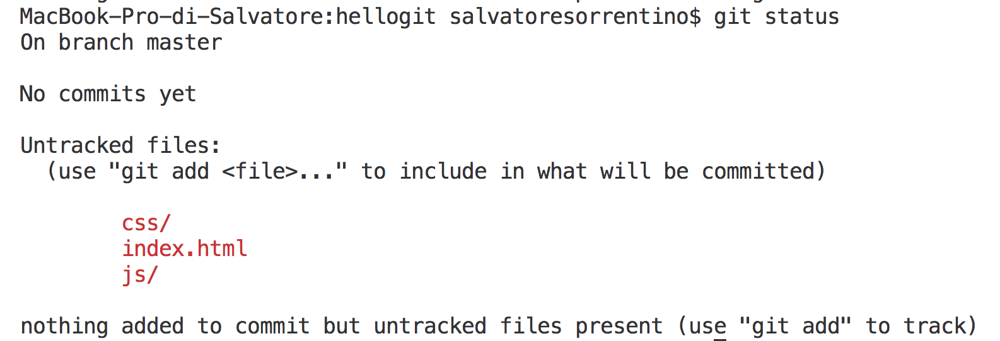 MacBook-Pro-di-Salvatore:hellogit salvatoresorrentino$ git status
On branch master
No commits yet
Untracked files:
(use "git add <file>..." to include in what will be committed)
css/
index.html
js/
nothing added to commit but untracked files present (use "git add" to track)